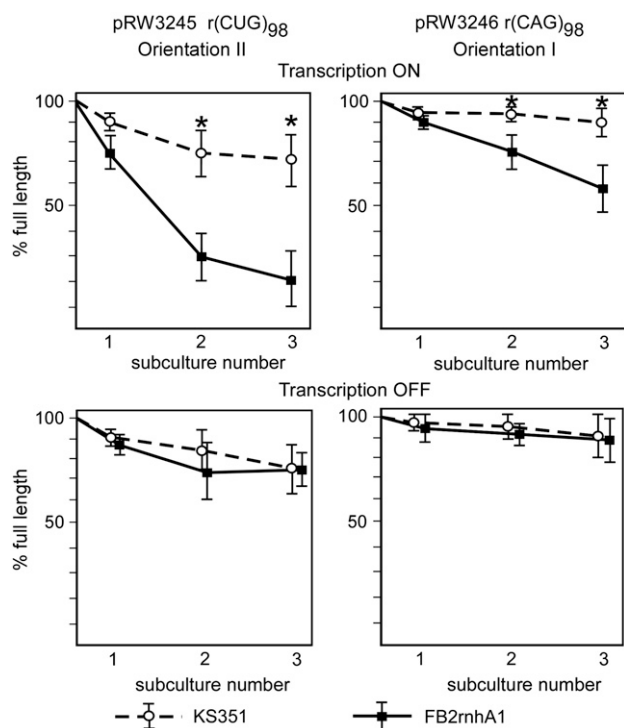 pRW3245 r(CUG)98 pRW3246 r(CAG)98
Orientation II Orientation I
Transcription ON
100 * * 100 * *
50 50
% full length
1 2 3 1 2 3
subculture number subculture number
Transcription OFF
100 100
50 50
% full length % full length
1 2 3 1 2 3
subculture number subculture number
KS351 FB2rnhA1